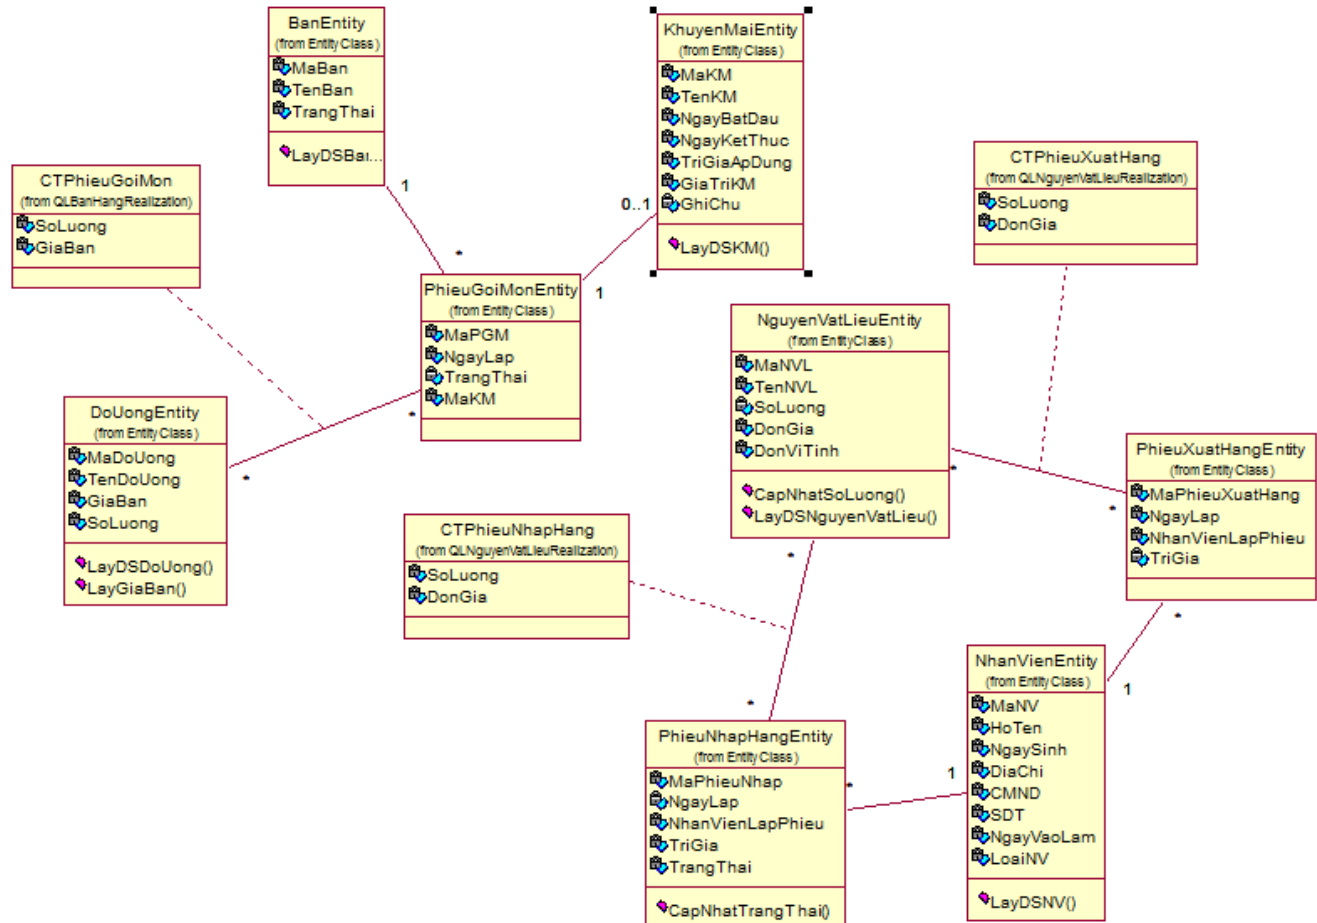 BanEntity
(from Entity Class)
MaBan
TenBan
TrangThai
LayDSBan...
KhuyenMaiEntity
(from Entity Class)
MaKM
TenKM
NgayBatDau
NgayKetThuc
TriGiaApDung
GiaTriKM
GhiChu
LayDSKM()
CTPhieuXuatHang
(from QLNguyenVatLieuRealization)
SoLuong
DonGia
CTPhieuGoiMon
(from QLBanHangRealization)
SoLuong
GiaBan
1
*
0..1
1
PhieuGoiMonEntity
(from Entity Class)
MaPGM
NgayLap
TrangThai
MaKM
NguyenVatLieuEntity
(from EntityClass)
MaNVL
TenNVL
SoLuong
DonGia
DonViTinh
CapNhatSoLuong()
LayDSNguyenVatLieu()
DoUongEntity
(from Entity Class)
MaDoUong
TenDoUong
GiaBan
SoLuong
LayDSDoUong()
LayGiaBan()
*
*
PhieuXuatHangEntity
(from Entity Class)
MaPhieuXuatHang
NgayLap
NhanVienLapPhieu
TriGia
*
*
CTPhieuNhapHang
(from QLNguyenVatLieuRealization)
SoLuong
DonGia
*
*
*
1
NhanVienEntity
(from Entity Class)
MaNV
HoTen
NgaySinh
DiaChi
CMND
SDT
NgayVaoLam
LoaiNV
LayDSNV()
PhieuNhapHangEntity
(from Entity Class)
MaPhieuNhap
NgayLap
NhanVienLapPhieu
TriGia
TrangThai
CapNhatTrangThai()
*
1